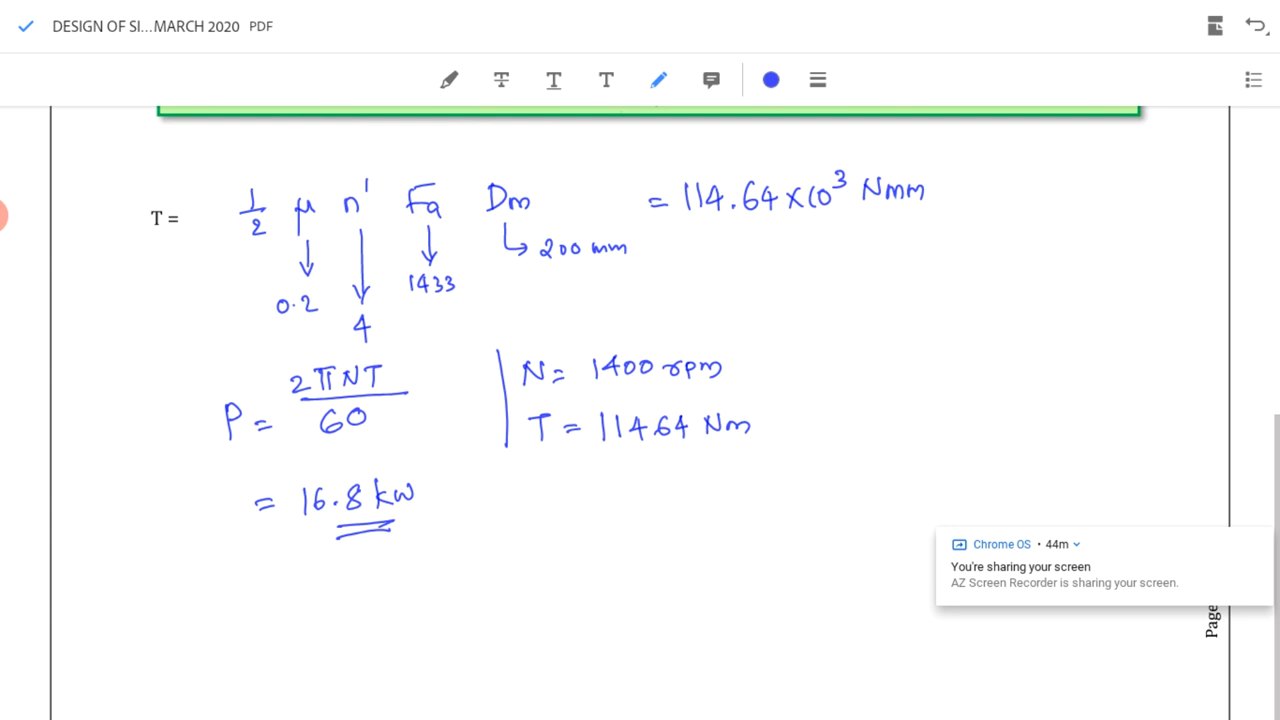 DESIGN OF SI...MARCH 2020 PDF
T = 1/2 μ n' Fa Dm = 114.64 × 10³ Nmm
200 mm
0.2
4
1433
P = 2πNT / 60
N = 1400 rpm
T = 114.64 Nm
= 16.8 kw
Chrome OS • 44m
You're sharing your screen
AZ Screen Recorder is sharing your screen.
Page